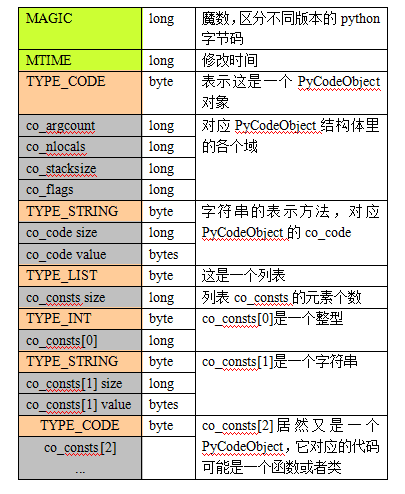 MAGIC long 魔数，区分不同版本的 python
字节码
MTIME long 修改时间
TYPE_CODE byte 表示这是一个 PyCodeObject
对象
co_argcount long 对应 PyCodeObject 结构体里
co_nlocals long 的各个域
co_stacksize long
co_flags long
TYPE_STRING byte 字符串的表示方法，对应
co_code size long PyCodeObject 的 co_code
co_code value bytes
TYPE_LIST byte 这是一个列表
co_consts size long 列表 co_consts 的元素个数
TYPE_INT byte co_consts[0]是一个整型
co_consts[0] long
TYPE_STRING byte co_consts[1]是一个字符串
co_consts[1] size long
co_consts[1] value bytes
TYPE_CODE byte co_consts[2]居然又是一个
co_consts[2] PyCodeObject，它对应的代码
... 可能是一个函数或者类